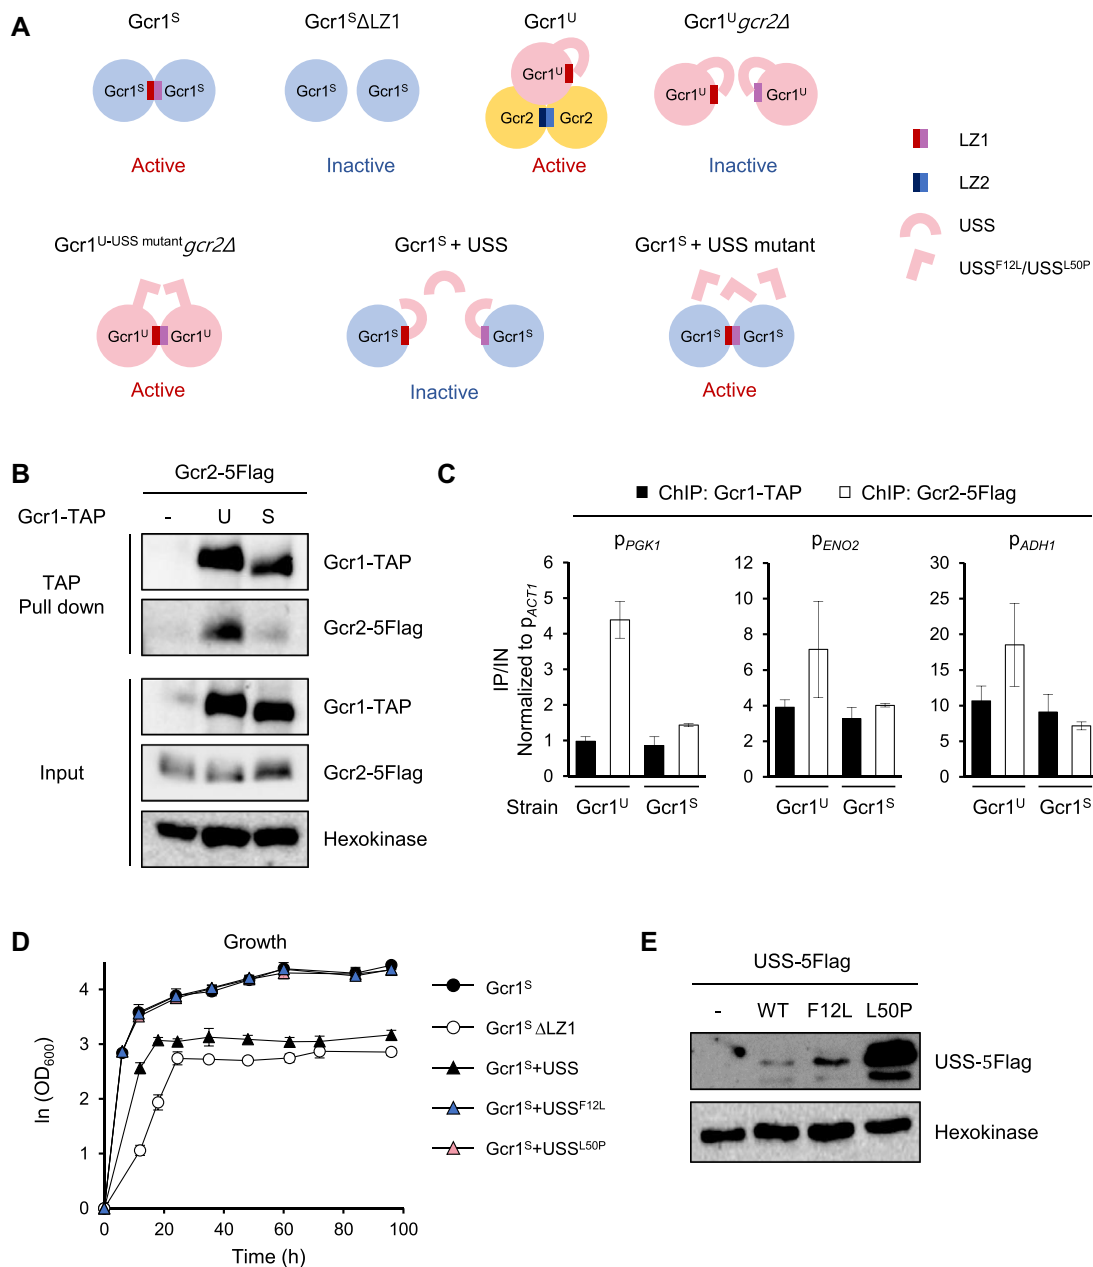 A
Gcr1ˢ
Gcr1ˢΔLZ1
Gcr1ᵁ
Gcr1ᵁgcr2Δ
Gcr1ˢ Gcr1ˢ
Gcr1ˢ Gcr1ˢ
Gcr1ᵁ
Gcr2 Gcr2
Gcr1ᵁ Gcr1ᵁ
Active
Inactive
Active
Inactive
LZ1
LZ2
USS
USSF12L/USSL50P
Gcr1U-USS mutantgcr2Δ
Gcr1ˢ + USS
Gcr1ˢ + USS mutant
Gcr1ᵁ Gcr1ᵁ
Gcr1ˢ Gcr1ˢ
Gcr1ˢ Gcr1ˢ
Active
Inactive
Active
B
Gcr2-5Flag
Gcr1-TAP - U S
TAP
Pull down
Gcr1-TAP
Gcr2-5Flag
Input
Gcr1-TAP
Gcr2-5Flag
Hexokinase
C
ChIP: Gcr1-TAP ChIP: Gcr2-5Flag
pPGK1
pENO2
pADH1
IP/IN
Normalized to pACT1
6
5
4
3
2
1
0
12
10
8
6
4
2
0
30
25
20
15
10
5
0
Strain Gcr1ᵁ Gcr1ˢ Gcr1ᵁ Gcr1ˢ Gcr1ᵁ Gcr1ˢ
D
Growth
ln (OD600)
5
4
3
2
1
0
0 20 40 60 80 100
Time (h)
Gcr1ˢ
Gcr1ˢ ΔLZ1
Gcr1ˢ+USS
Gcr1ˢ+USSF12L
Gcr1ˢ+USSL50P
E
USS-5Flag
- WT F12L L50P
USS-5Flag
Hexokinase